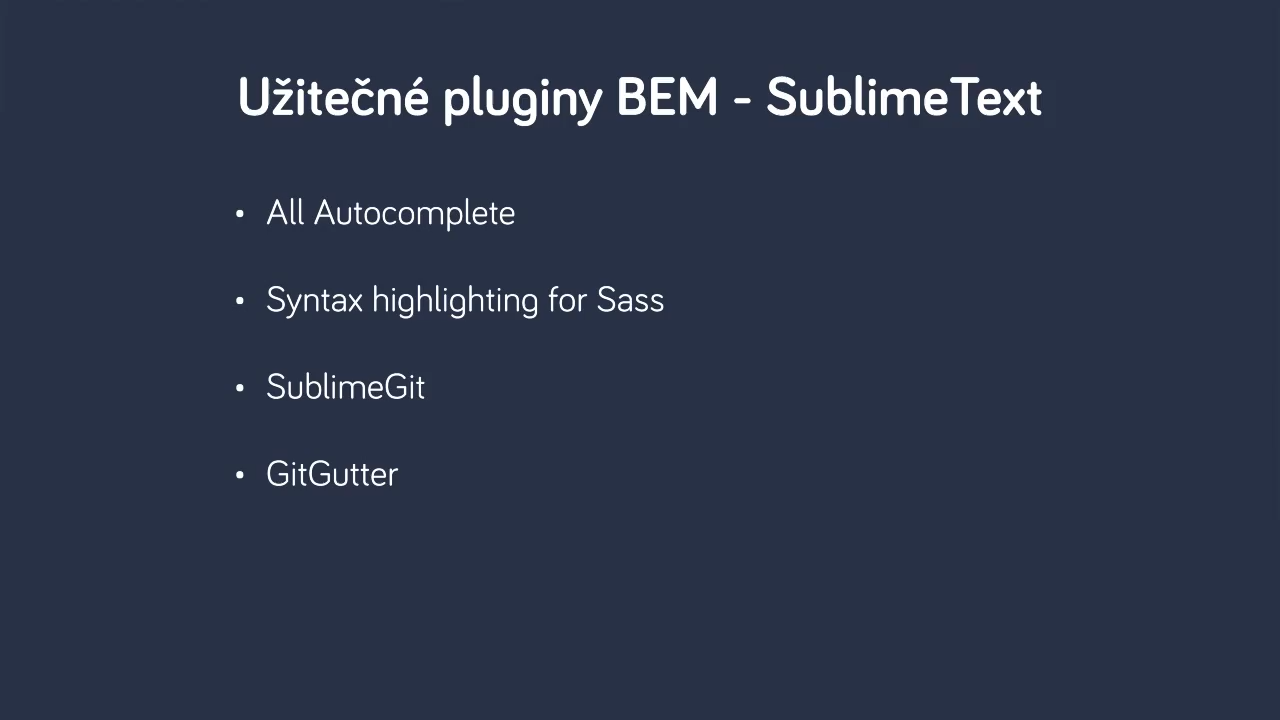 Užitečné pluginy BEM - SublimeText
• All Autocomplete
• Syntax highlighting for Sass
• SublimeGit
• GitGutter